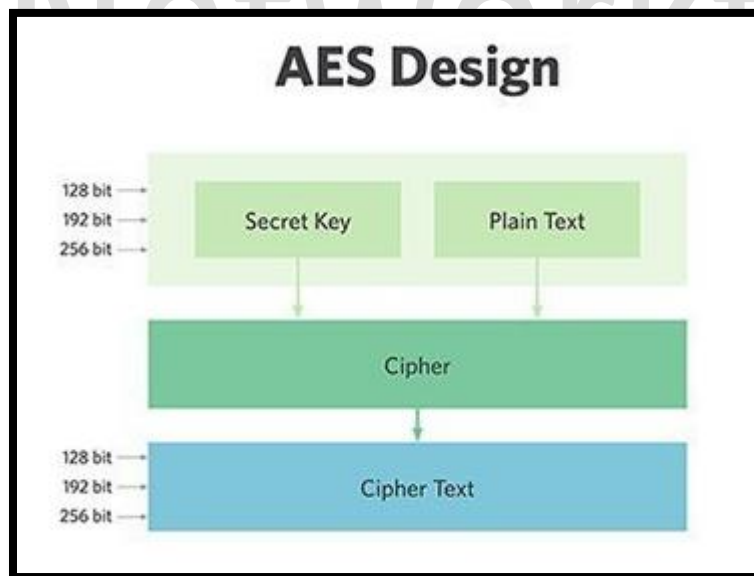 AES Design
128 bit
192 bit
256 bit
Secret Key
Plain Text
Cipher
128 bit
192 bit
256 bit
Cipher Text